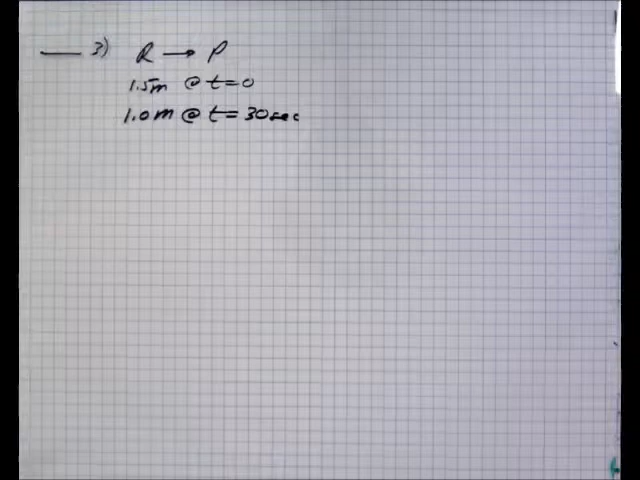 3) R → P
1.5m @ t=0
1.0m @ t=30sec